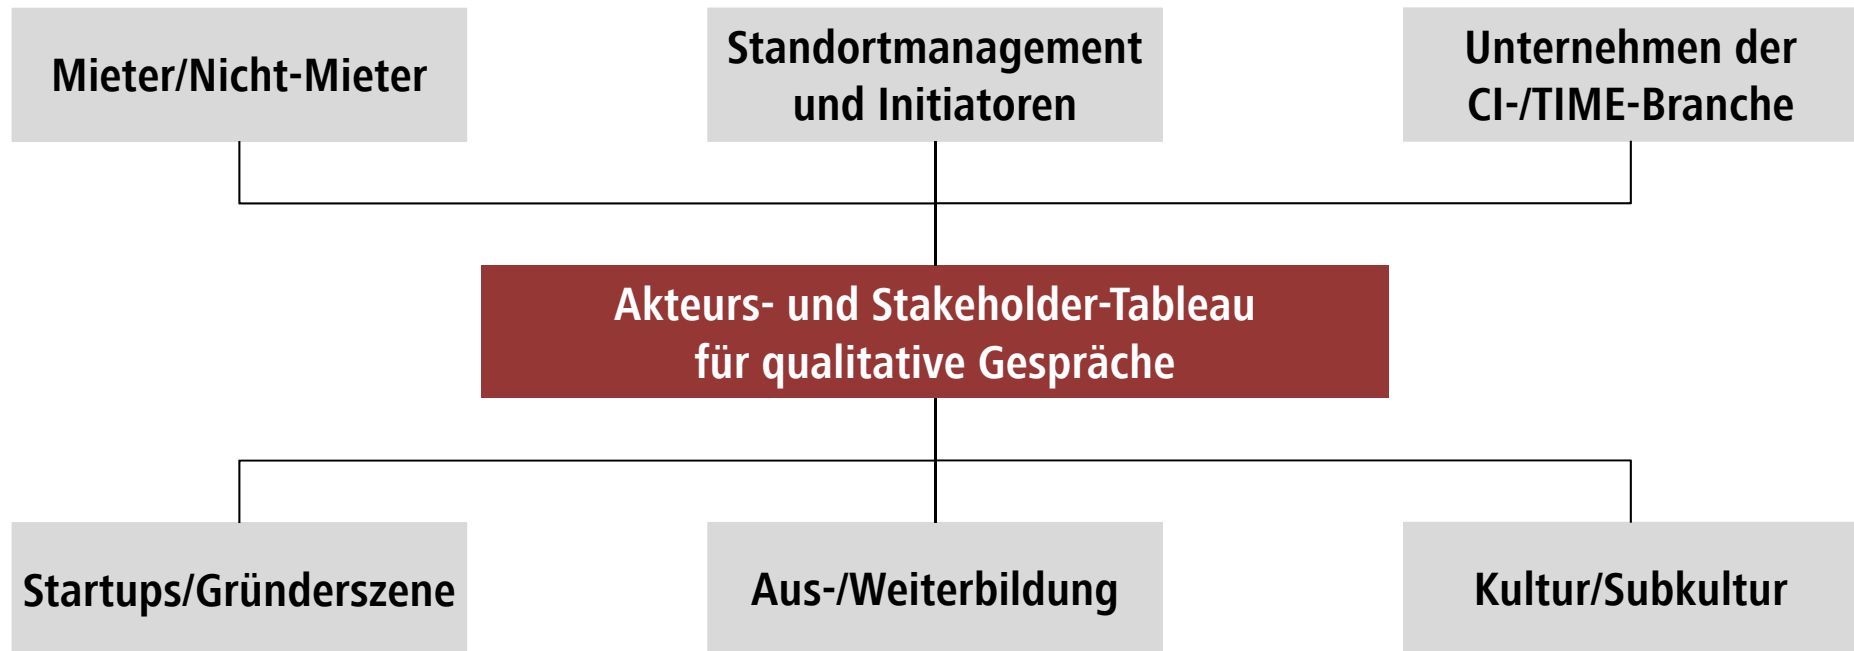 Mieter/Nicht-Mieter
Standortmanagement
und Initiatoren
Unternehmen der
CI-/TIME-Branche
Akteurs- und Stakeholder-Tableau
für qualitative Gespräche
Startups/Gründerszene
Aus-/Weiterbildung
Kultur/Subkultur